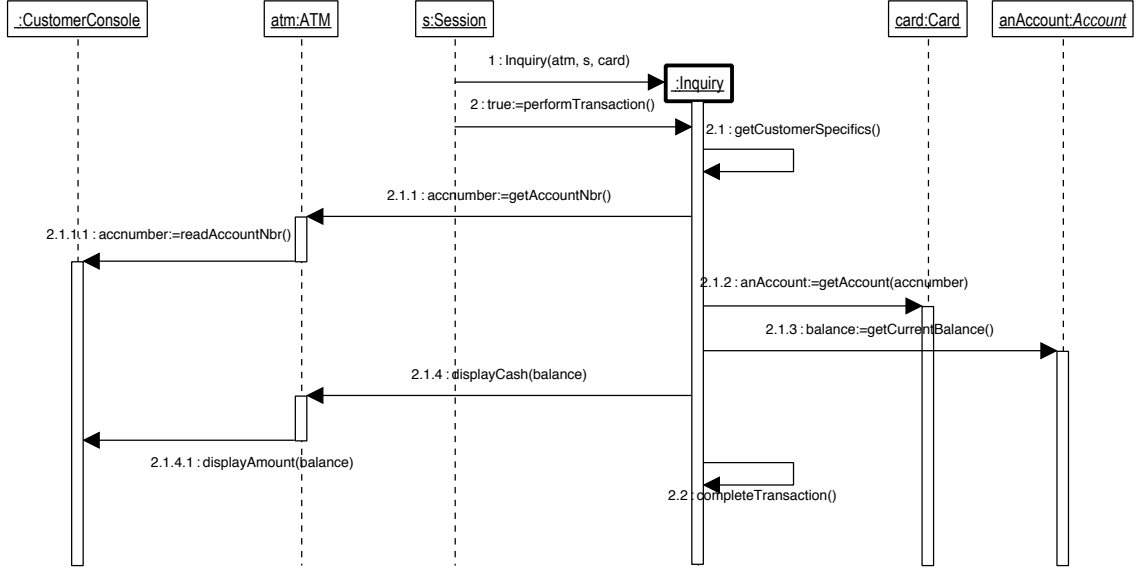 :CustomerConsole
atm:ATM
s:Session
card:Card
anAccount:Account
1 : Inquiry(atm, s, card)
:Inquiry
2 : true:=performTransaction()
2.1 : getCustomerSpecifics()
2.1.1 : accnumber:=getAccountNbr()
2.1.1.1 : accnumber:=readAccountNbr()
2.1.2 : anAccount:=getAccount(accnumber)
2.1.3 : balance:=getCurrentBalance()
2.1.4 : displayCash(balance)
2.1.4.1 : displayAmount(balance)
2.2 : completeTransaction()